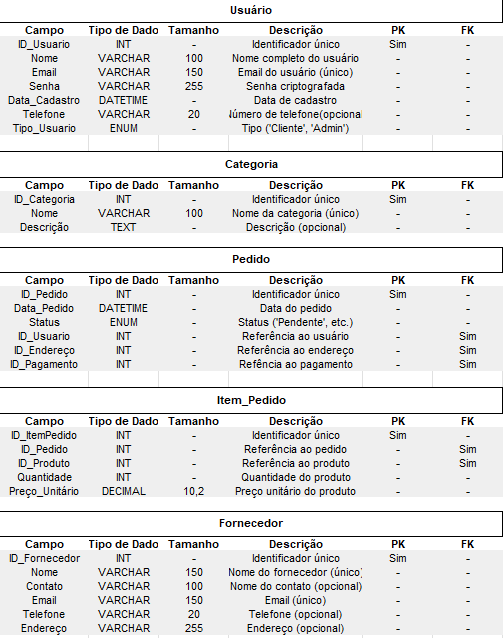 Usuário
Campo Tipo de Dado Tamanho Descrição PK FK
ID_Usuario INT - Identificador único Sim -
Nome VARCHAR 100 Nome completo do usuário - -
Email VARCHAR 150 Email do usuário (único) - -
Senha VARCHAR 255 Senha criptografada - -
Data_Cadastro DATETIME - Data de cadastro - -
Telefone VARCHAR 20 Número de telefone(opciona - -
Tipo_Usuario ENUM - Tipo ('Cliente', 'Admin') - -
Categoria
Campo Tipo de Dado Tamanho Descrição PK FK
ID_Categoria INT - Identificador único Sim -
Nome VARCHAR 100 Nome da categoria (único) - -
Descrição TEXT - Descrição (opcional) - -
Pedido
Campo Tipo de Dado Tamanho Descrição PK FK
ID_Pedido INT - Identificador único Sim -
Data_Pedido DATETIME - Data do pedido - -
Status ENUM - Status ('Pendente', etc.) - -
ID_Usuario INT - Referência ao usuário - Sim
ID_Endereço INT - Referência ao endereço - Sim
ID_Pagamento INT - Refência ao pagamento - Sim
Item_Pedido
Campo Tipo de Dado Tamanho Descrição PK FK
ID_ItemPedido INT - Identificador único Sim -
ID_Pedido INT - Referência ao pedido - Sim
ID_Produto INT - Referência ao produto - Sim
Quantidade INT - Quantidade do produto - -
Preço_Unitário DECIMAL 10,2 Preço unitário do produto - -
Fornecedor
Campo Tipo de Dado Tamanho Descrição PK FK
ID_Fornecedor INT - Identificador único Sim -
Nome VARCHAR 150 Nome do fornecedor (único) - -
Contato VARCHAR 100 Nome do contato (opcional) - -
Email VARCHAR 150 Email (único) - -
Telefone VARCHAR 20 Telefone (opcional) - -
Endereço VARCHAR 255 Endereço (opcional) - -